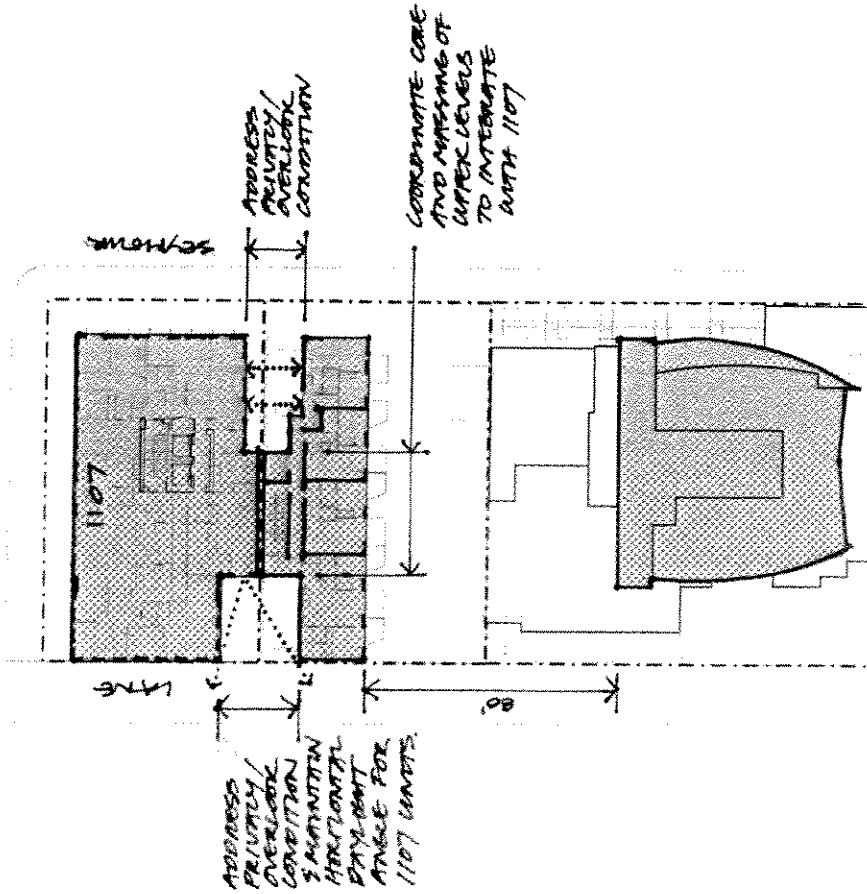 SEYMOUR
ADDRESS
PRIVACY/
OVERLOOK
CONDITION
COORDINATE CORE
AND MASSING OF
UPPER LEVELS
TO INTEGRATE
WITH 1107
1107
LANE
80'
ADDRESS
PRIVACY/
OVERLOOK
CONDITION
& MAINTAIN
HORIZONTAL
DAYLIGHT
ANGLE FOR
1107 UNITS.